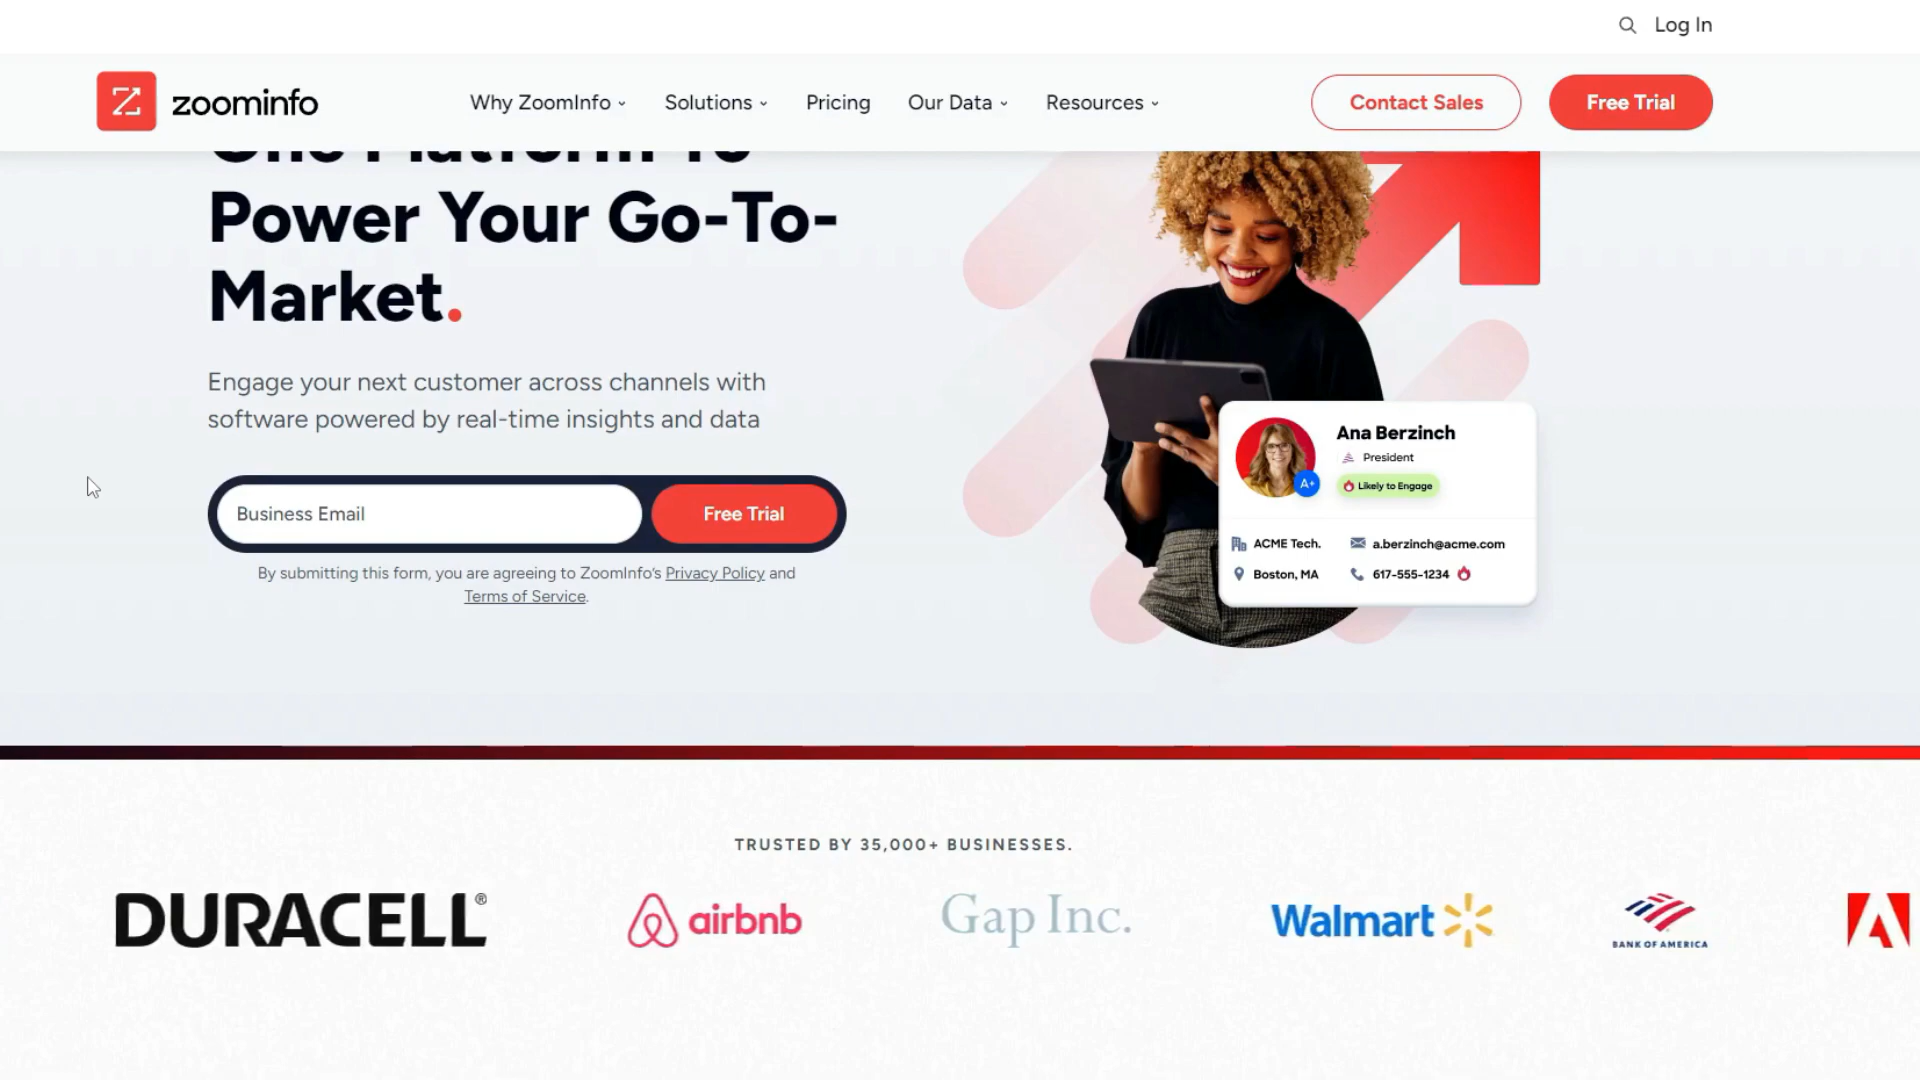 Log In
zoominfo
Why ZoomInfo
Solutions
Pricing
Our Data
Resources
Contact Sales
Free Trial
One Platform To
Power Your Go-To-
Market.
Engage your next customer across channels with
software powered by real-time insights and data
Business Email
Free Trial
By submitting this form, you are agreeing to ZoomInfo's Privacy Policy and
Terms of Service.
Ana Berzinch
President
A+
Likely to Engage
ACME Tech.
a.berzinch@acme.com
Boston, MA
617-555-1234
TRUSTED BY 35,000+ BUSINESSES.
DURACELL®
airbnb
Gap Inc.
Walmart
BANK OF AMERICA